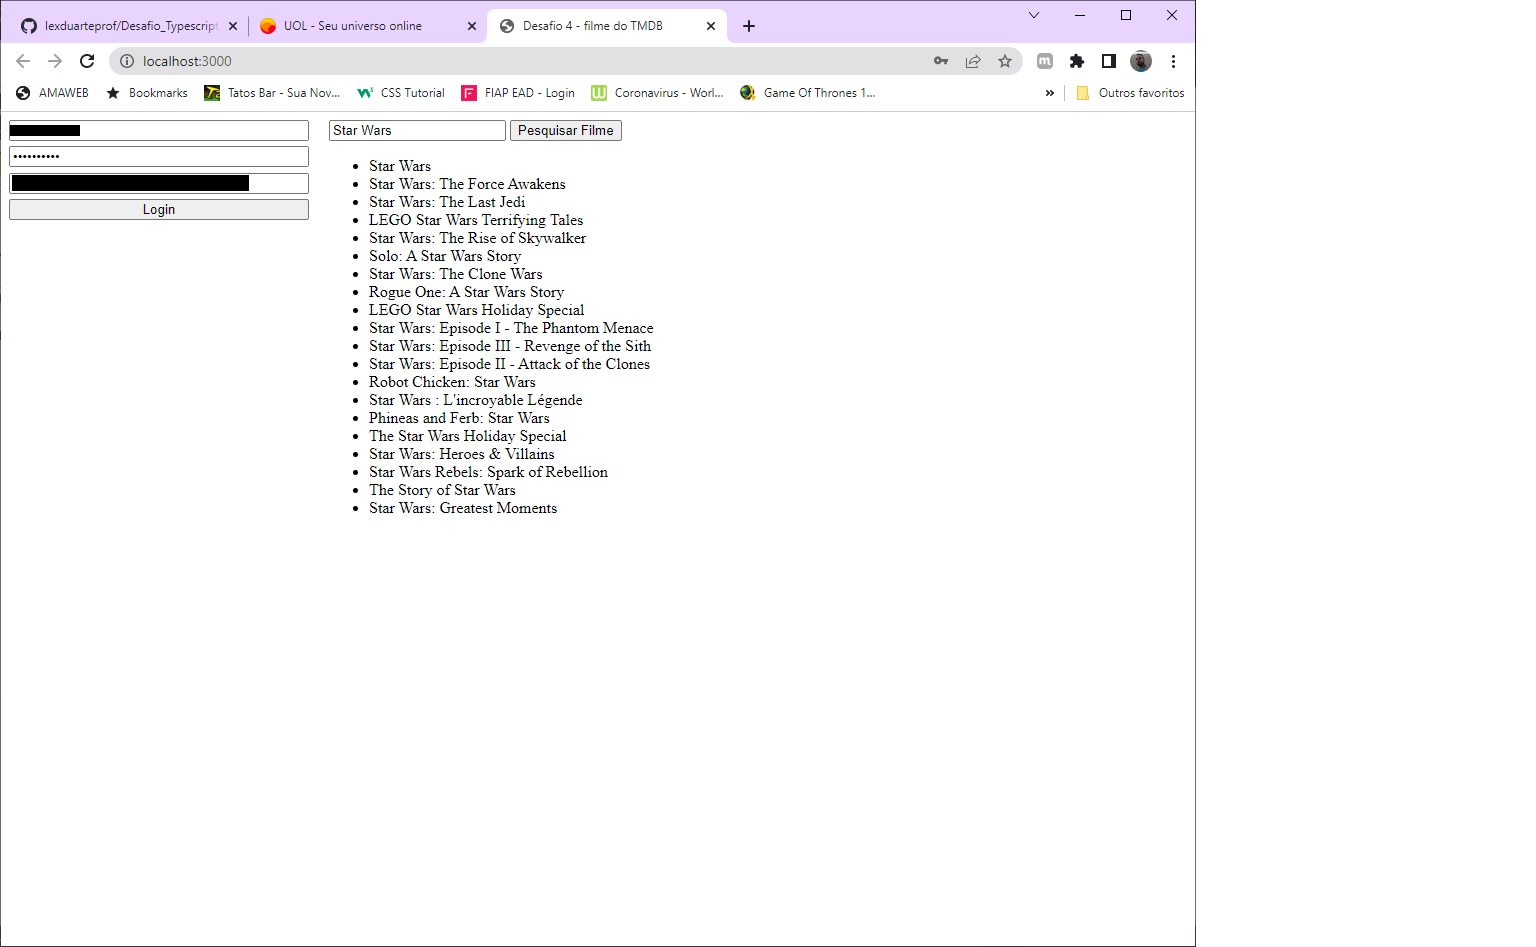 lexduarteprof/Desafio_Typescript
UOL - Seu universo online
Desafio 4 - filme do TMDB
localhost:3000
AMAWEB
Bookmarks
Tatos Bar - Sua Nov...
CSS Tutorial
FIAP EAD - Login
Coronavirus - Worl...
Game Of Thrones 1...
»
Outros favoritos
••••••••••
Login
Star Wars
Pesquisar Filme
• Star Wars
• Star Wars: The Force Awakens
• Star Wars: The Last Jedi
• LEGO Star Wars Terrifying Tales
• Star Wars: The Rise of Skywalker
• Solo: A Star Wars Story
• Star Wars: The Clone Wars
• Rogue One: A Star Wars Story
• LEGO Star Wars Holiday Special
• Star Wars: Episode I - The Phantom Menace
• Star Wars: Episode III - Revenge of the Sith
• Star Wars: Episode II - Attack of the Clones
• Robot Chicken: Star Wars
• Star Wars : L'incroyable Légende
• Phineas and Ferb: Star Wars
• The Star Wars Holiday Special
• Star Wars: Heroes & Villains
• Star Wars Rebels: Spark of Rebellion
• The Story of Star Wars
• Star Wars: Greatest Moments